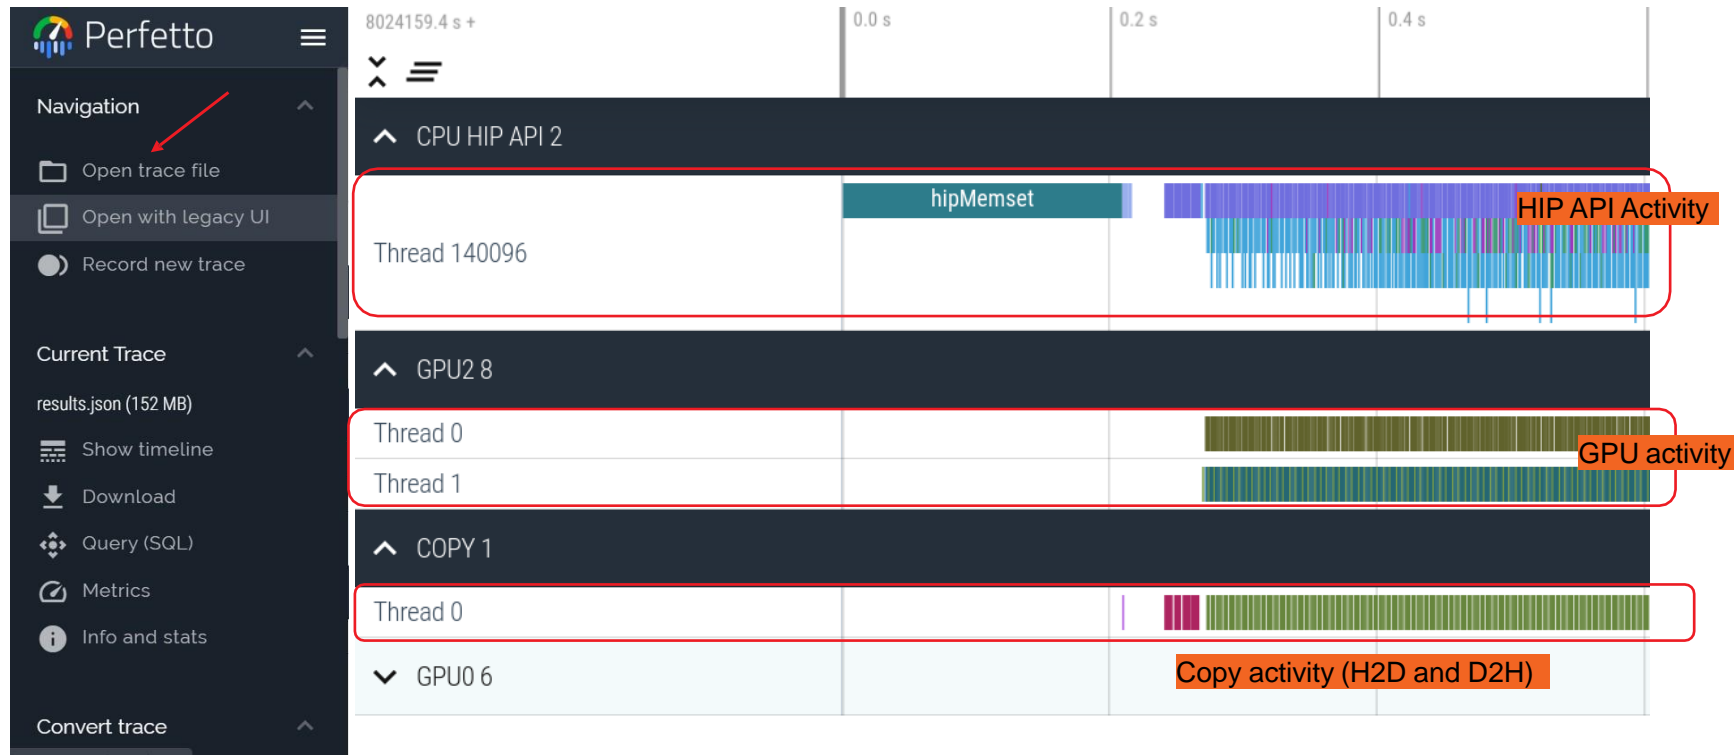 Perfetto
Navigation
Open trace file
Open with legacy UI
Record new trace
Current Trace
results.json (152 MB)
Show timeline
Download
Query (SQL)
Metrics
Info and stats
Convert trace
8024159.4 s +
0.0 s
0.2 s
0.4 s
CPU HIP API 2
hipMemset
HIP API Activity
Thread 140096
GPU2 8
Thread 0
GPU activity
Thread 1
COPY 1
Thread 0
Copy activity (H2D and D2H)
GPU0 6